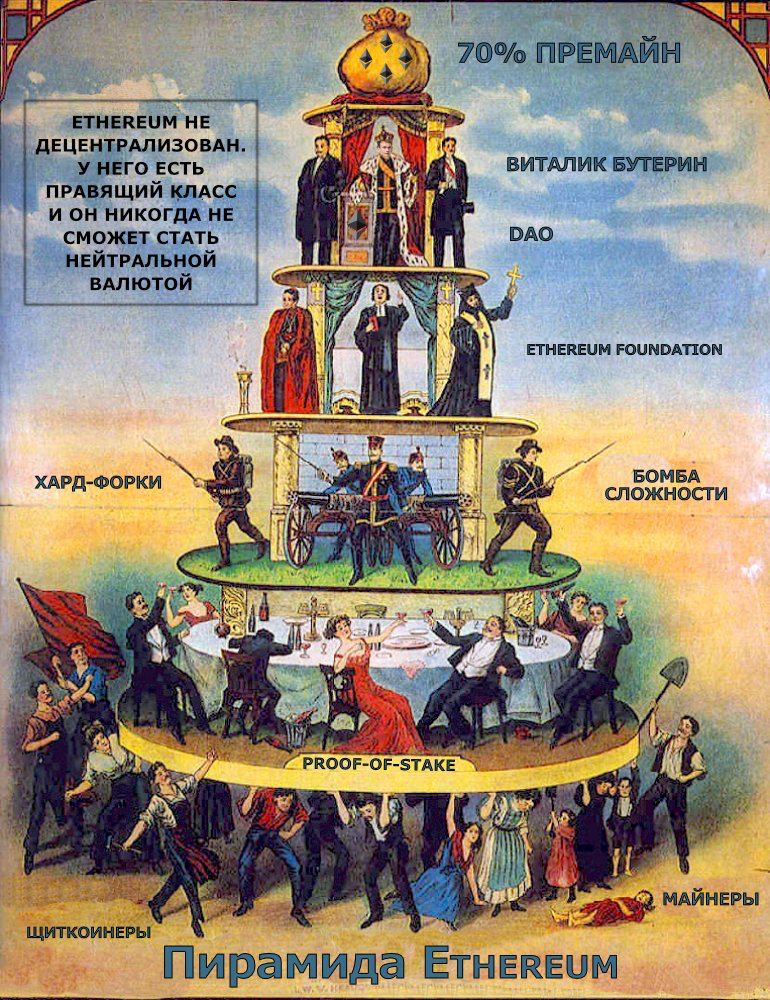 70% ПРЕМАЙН
ETHEREUM НЕ
ДЕЦЕНТРАЛИЗОВАН.
У НЕГО ЕСТЬ
ПРАВЯЩИЙ КЛАСС
И ОН НИКОГДА НЕ
СМОЖЕТ СТАТЬ
НЕЙТРАЛЬНОЙ
ВАЛЮТОЙ
ВИТАЛИК БУТЕРИН
DAO
ETHEREUM FOUNDATION
ХАРД-ФОРКИ
БОМБА
СЛОЖНОСТИ
PROOF-OF-STAKE
МАЙНЕРЫ
ЩИТКОИНЕРЫ
Пирамида ETHEREUM